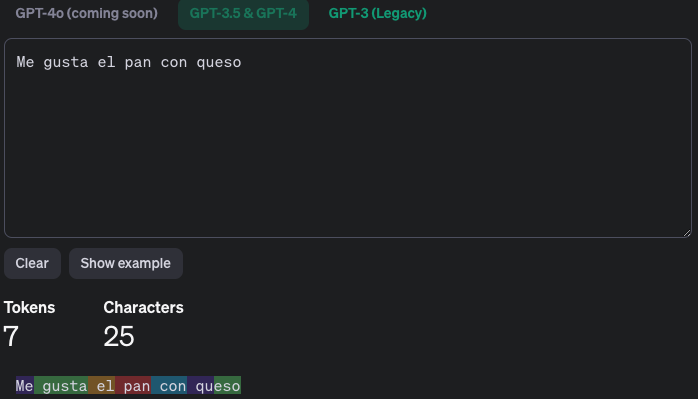 GPT-4o (coming soon) GPT-3.5 & GPT-4 GPT-3 (Legacy)
Me gusta el pan con queso
Clear Show example
Tokens Characters
7 25
Me gusta el pan con queso